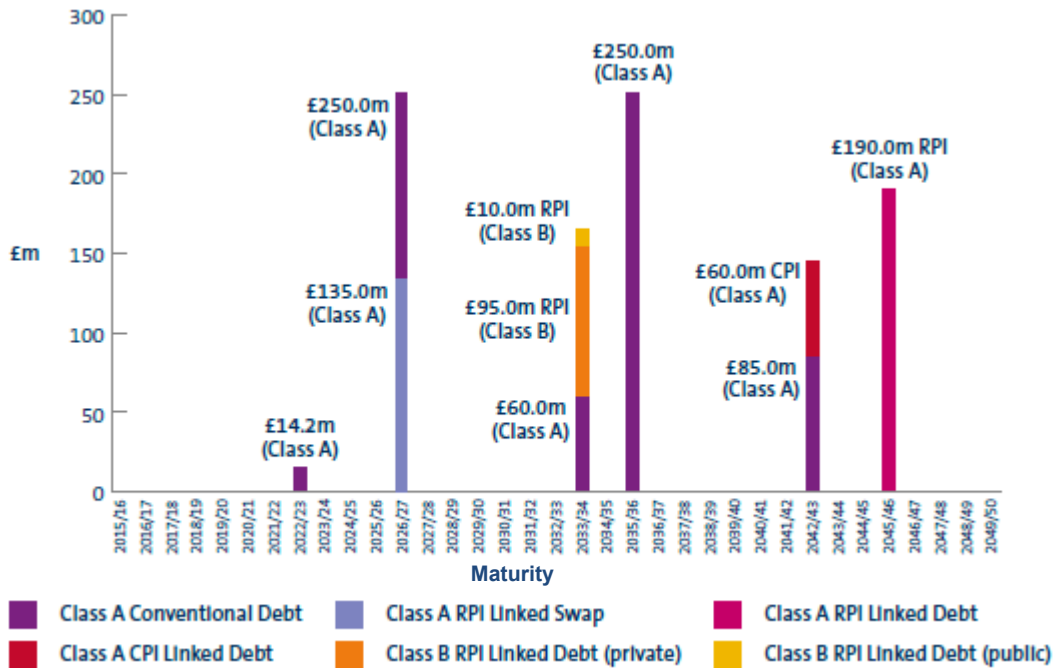 300
250
200
150
100
50
0
£m
£14.2m
(Class A)
£250.0m
(Class A)
£135.0m
(Class A)
£10.0m RPI
(Class B)
£95.0m RPI
(Class B)
£60.0m
(Class A)
£250.0m
(Class A)
£60.0m CPI
(Class A)
£85.0m
(Class A)
£190.0m RPI
(Class A)
2015/16
2016/17
2017/18
2018/19
2019/20
2020/21
2021/22
2022/23
2023/24
2024/25
2025/26
2026/27
2027/28
2028/29
2029/30
2030/31
2031/32
2032/33
2033/34
2034/35
2035/36
2036/37
2037/38
2038/39
2039/40
2040/41
2041/42
2042/43
2043/44
2044/45
2045/46
2046/47
2047/48
2048/49
2049/50
Maturity
Class A Conventional Debt
Class A RPI Linked Swap
Class A RPI Linked Debt
Class A CPI Linked Debt
Class B RPI Linked Debt (private)
Class B RPI Linked Debt (public)